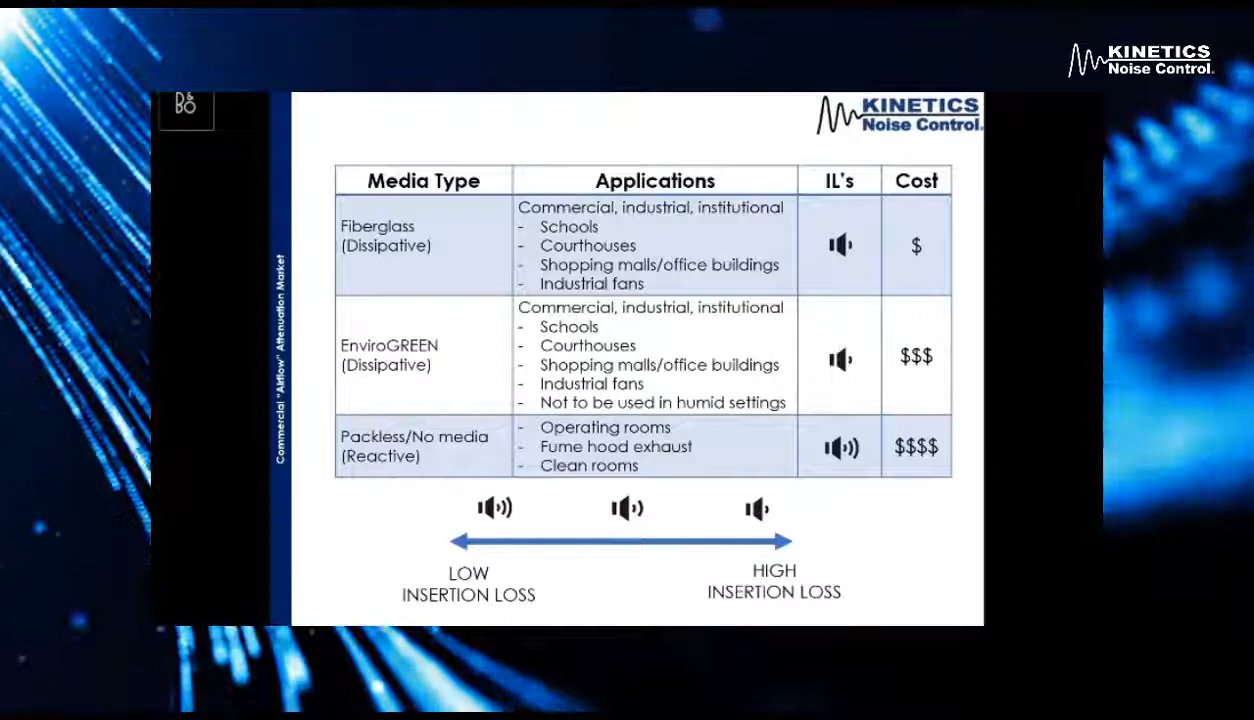 KINETICS
Noise Control.
B&
BO
KINETICS
Noise Control.
Commercial "Airflow" Attenuation Market
Media Type
Applications
IL's
Cost
Fiberglass
(Dissipative)
Commercial, industrial, institutional
- Schools
- Courthouses
- Shopping malls/office buildings
- Industrial fans
$
EnviroGREEN
(Dissipative)
Commercial, industrial, institutional
- Schools
- Courthouses
- Shopping malls/office buildings
- Industrial fans
- Not to be used in humid settings
$$$
Packless/No media
(Reactive)
- Operating rooms
- Fume hood exhaust
- Clean rooms
$$$$
LOW
INSERTION LOSS
HIGH
INSERTION LOSS